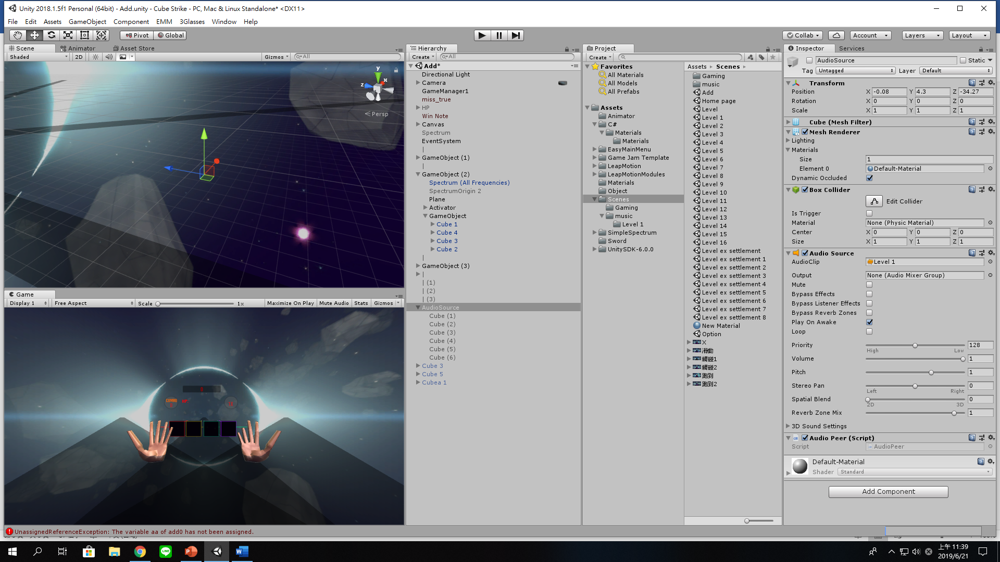 Unity 2018.1.5f1 Personal (64bit) - Add.unity - Cube Strike - PC, Mac & Linux Standalone* <DX11>
File Edit Assets GameObject Component EMM 3Glasses Window Help
Pivot Global Collab Account Layers Layout
Scene Animator Asset Store
Shaded 2D Gizmos All
y
x
z
Persp
Game
Display 1 Free Aspect Scale 1x Maximize On Play Mute Audio Stats Gizmos
COMBO
Hierarchy
Create All
Add*
Directional Light
Camera
GameManager1
miss_true
HP
Win Note
Canvas
Spectrum
EventSystem
|
GameObject (1)
|
GameObject (2)
Spectrum (All Frequencies)
SpectrumOrigin 2
Plane
Activator
GameObject
Cube 1
Cube 4
Cube 3
Cube 2
|
GameObject (3)
|
| (1)
| (2)
| (3)
AudioSource
Cube (1)
Cube (2)
Cube (3)
Cube (4)
Cube (5)
Cube (6)
Cube 3
Cube 5
Cubea 1
Project
Create
Favorites
All Materials
All Models
All Prefabs
Assets
Animator
C#
Materials
Materials
EasyMainMenu
Game Jam Template
LeapMotion
LeapMotionModules
Materials
Object
Scenes
Gaming
music
Level 1
SimpleSpectrum
Sword
UnitySDK-6.0.0
Assets Scenes
Gaming
music
Add
Home page
Level
Level 1
Level 2
Level 3
Level 4
Level 5
Level 6
Level 7
Level 8
Level 9
Level 10
Level 11
Level 12
Level 13
Level 14
Level 15
Level 16
Level ex settlement
Level ex settlement 1
Level ex settlement 2
Level ex settlement 3
Level ex settlement 4
Level ex settlement 5
Level ex settlement 6
Level ex settlement 7
Level ex settlement 8
New Material
Option
X
滑動
觸碰1
觸碰2
跑到
跑到2
Inspector Services
AudioSource Static
Tag Untagged Layer Default
Transform
Position X -0.08 Y 4.3 Z -34.27
Rotation X 0 Y 0 Z 0
Scale X 1 Y 1 Z 1
Cube (Mesh Filter)
Mesh Renderer
Lighting
Materials
Size 1
Element 0 Default-Material
Dynamic Occluded
Box Collider
Edit Collider
Is Trigger
Material None (Physic Material)
Center X 0 Y 0 Z 0
Size X 1 Y 1 Z 1
Audio Source
AudioClip Level 1
Output None (Audio Mixer Group)
Mute
Bypass Effects
Bypass Listener Effects
Bypass Reverb Zones
Play On Awake
Loop
Priority 128
High Low
Volume 1
Pitch 1
Stereo Pan 0
Left Right
Spatial Blend 0
2D 3D
Reverb Zone Mix 1
3D Sound Settings
Audio Peer (Script)
Script AudioPeer
Default-Material
Shader Standard
Add Component
UnassignedReferenceException: The variable aa of add0 has not been assigned.
上午 11:39
2019/6/21